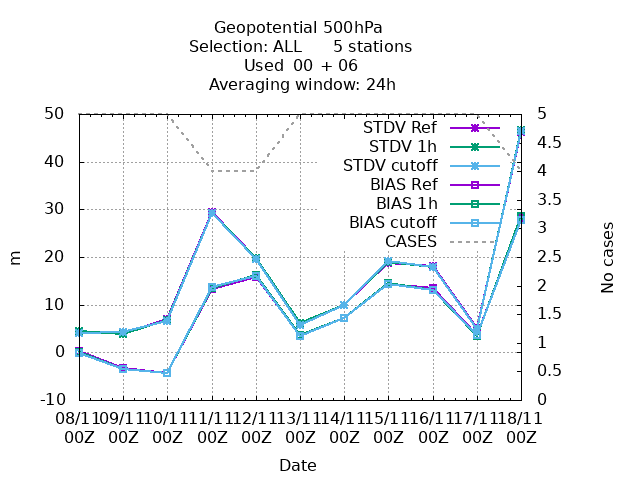 Geopotential 500hPa
Selection: ALL 5 stations
Used 00 + 06
Averaging window: 24h
50
40
30
20
10
0
-10
m
5
4.5
4
3.5
3
2.5
2
1.5
1
0.5
0
No cases
STDV Ref
STDV 1h
STDV cutoff
BIAS Ref
BIAS 1h
BIAS cutoff
CASES
08/11 09/11 10/11 11/11 12/11 13/11 14/11 15/11 16/11 17/11 18/11
00Z 00Z 00Z 00Z 00Z 00Z 00Z 00Z 00Z 00Z 00Z
Date